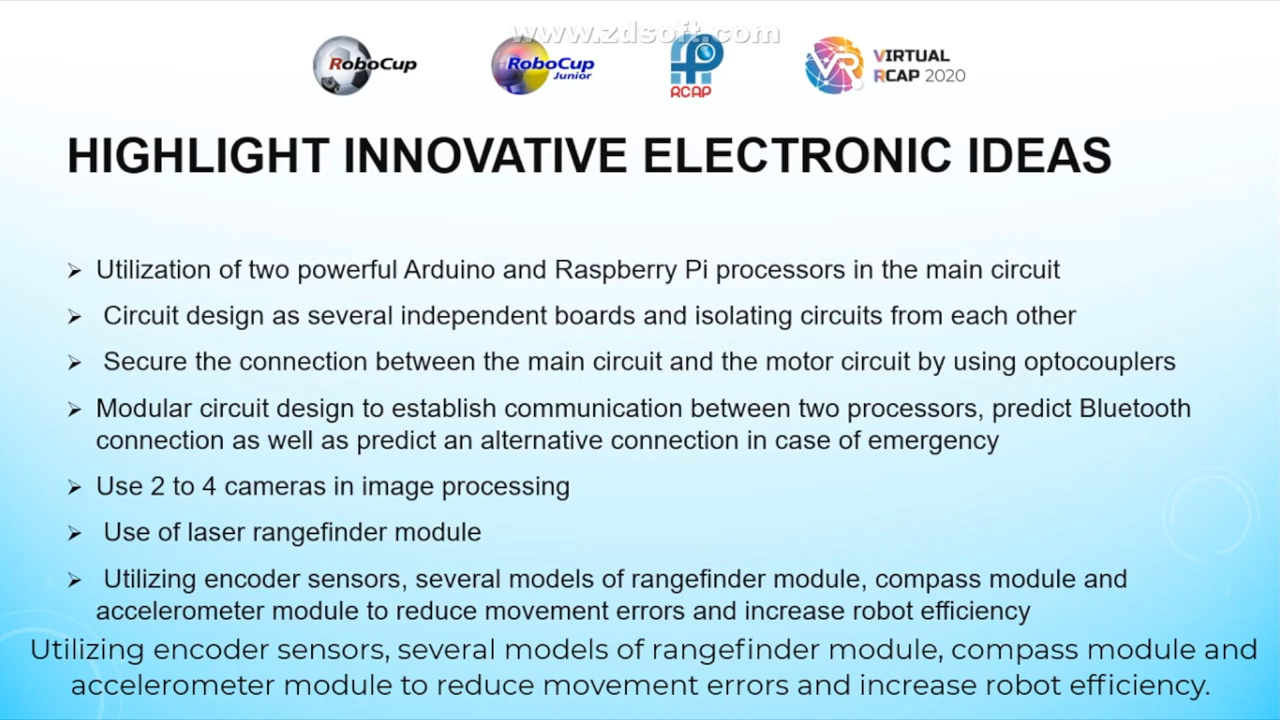 www.zdsoft.com
RoboCup
RoboCup
Junior
RCAP
VR
VIRTUAL
RCAP 2020
HIGHLIGHT INNOVATIVE ELECTRONIC IDEAS
Utilization of two powerful Arduino and Raspberry Pi processors in the main circuit
Circuit design as several independent boards and isolating circuits from each other
Secure the connection between the main circuit and the motor circuit by using optocouplers
Modular circuit design to establish communication between two processors, predict Bluetooth
connection as well as predict an alternative connection in case of emergency
Use 2 to 4 cameras in image processing
Use of laser rangefinder module
Utilizing encoder sensors, several models of rangefinder module, compass module and
accelerometer module to reduce movement errors and increase robot efficiency
Utilizing encoder sensors, several models of rangefinder module, compass module and
accelerometer module to reduce movement errors and increase robot efficiency.